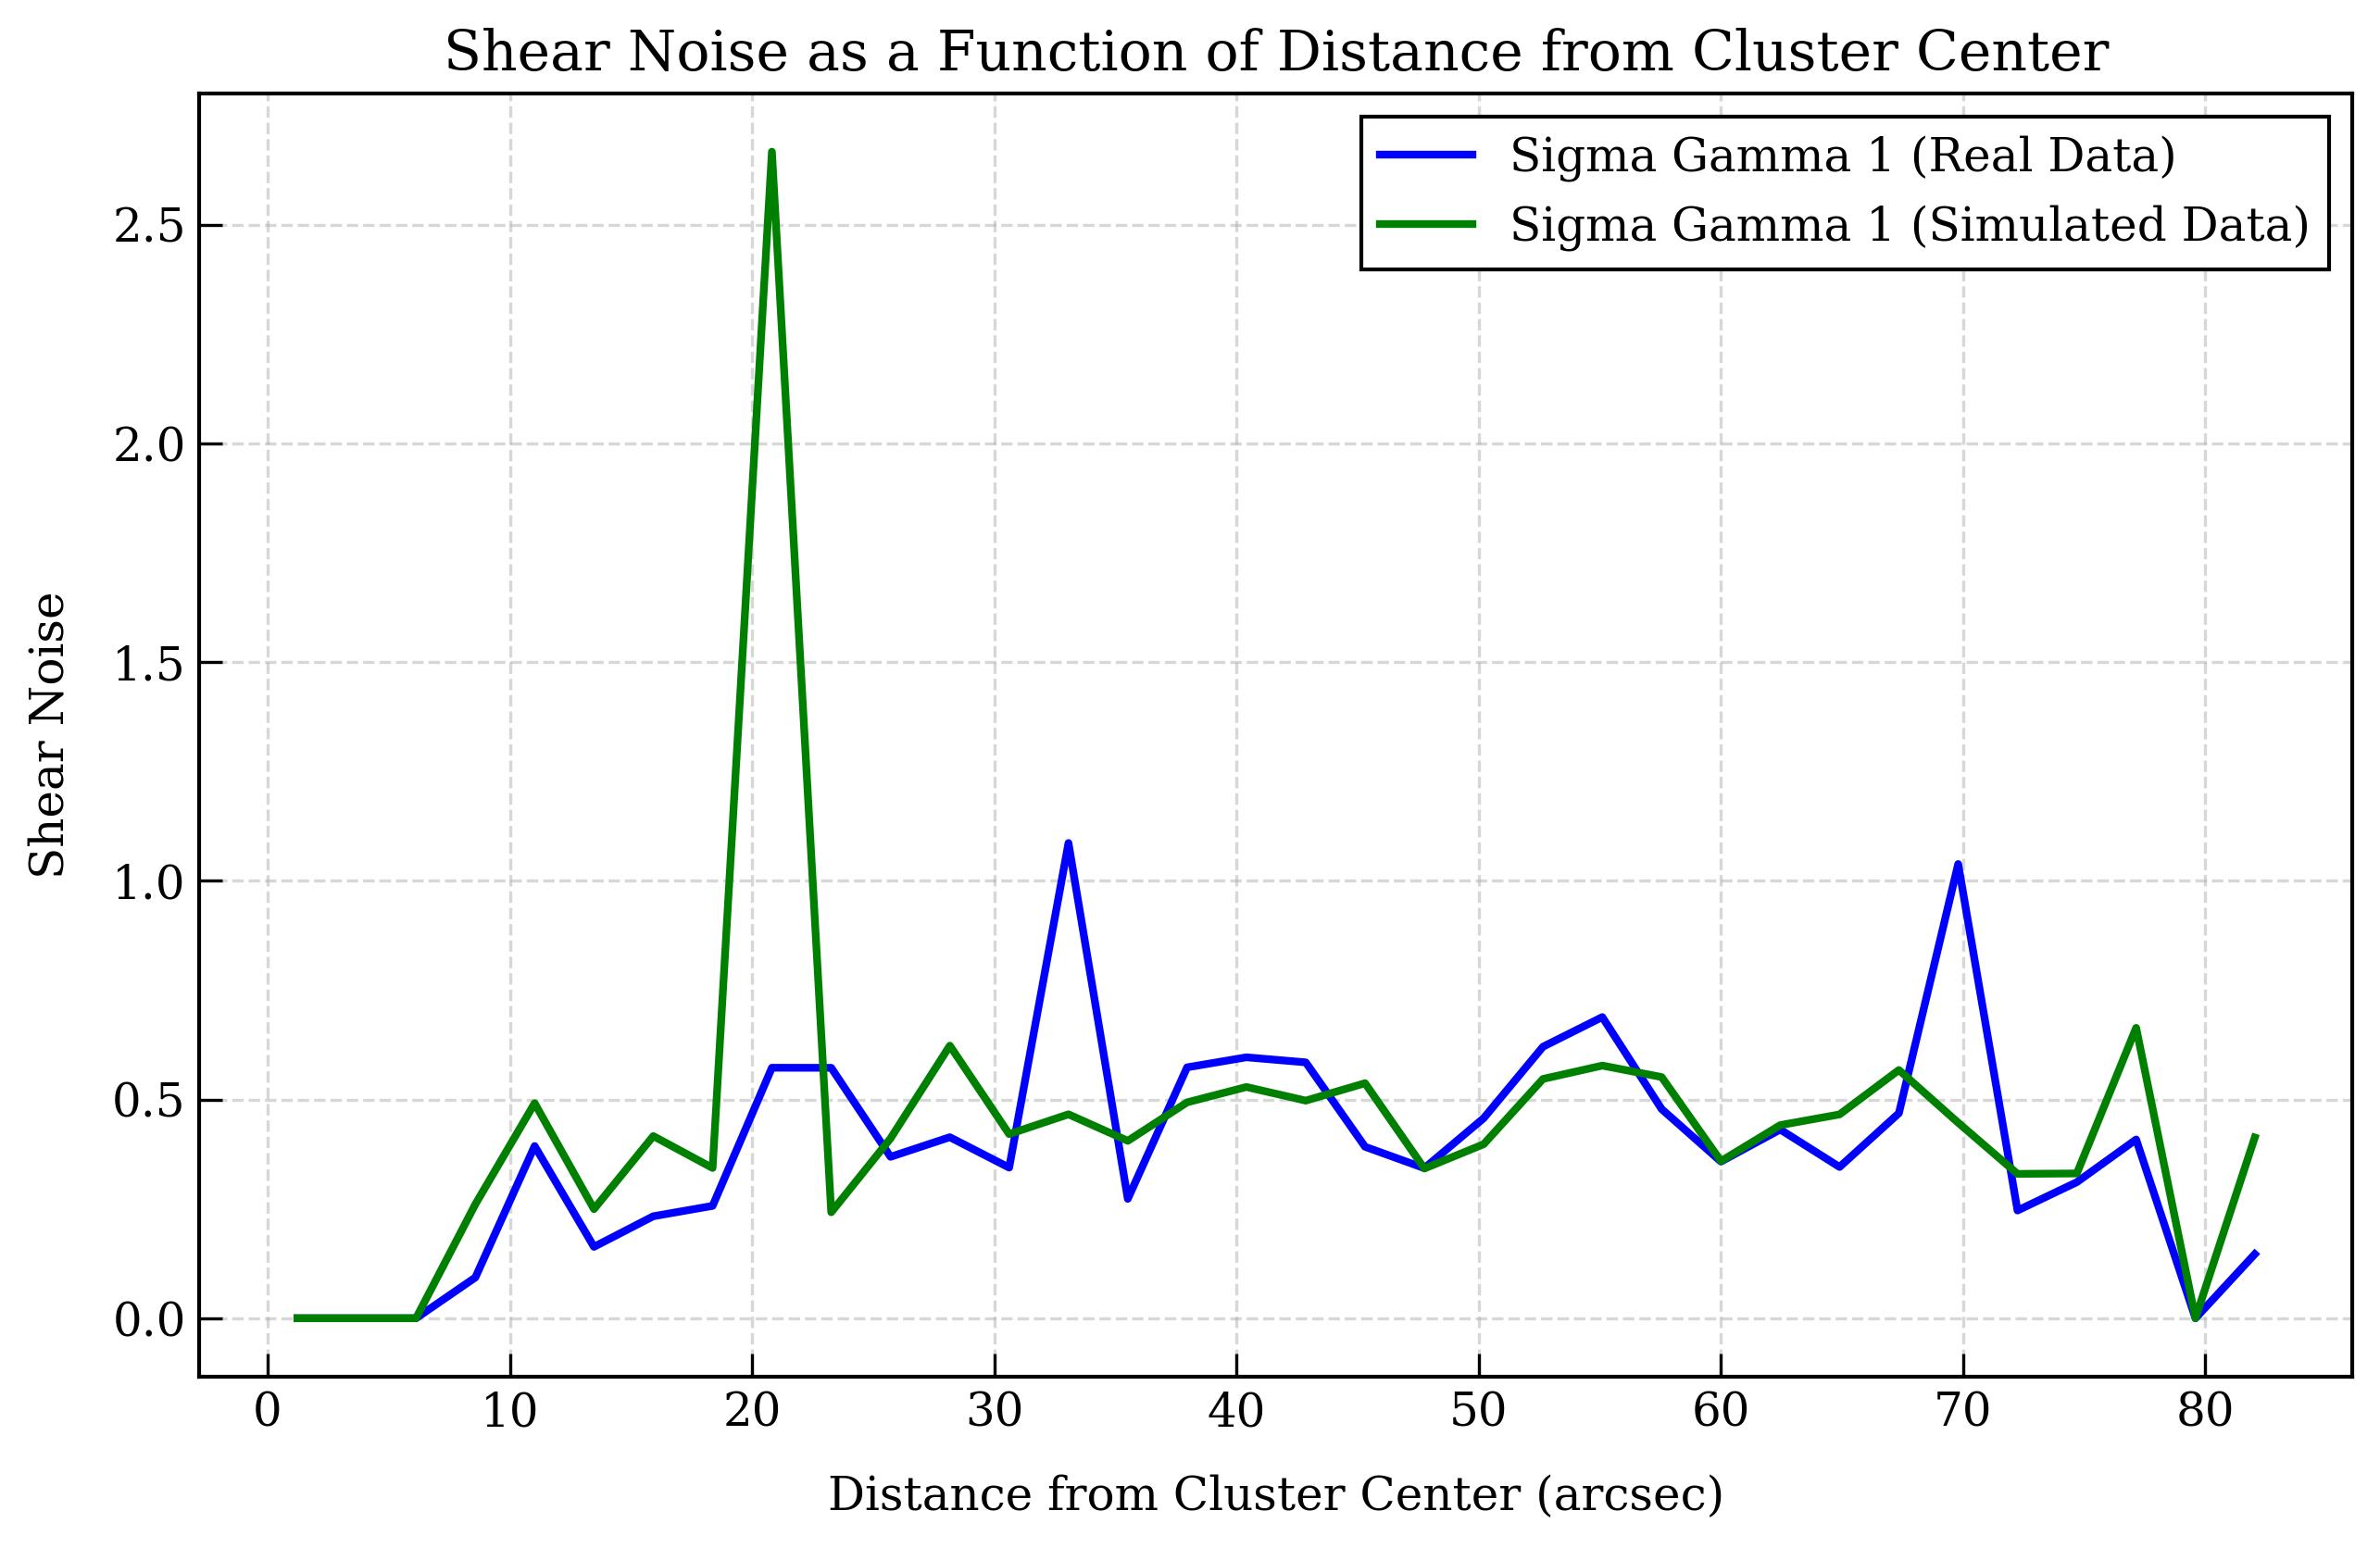 Shear Noise as a Function of Distance from Cluster Center
Sigma Gamma 1 (Real Data)
Sigma Gamma 1 (Simulated Data)
Shear Noise
2.5
2.0
1.5
1.0
0.5
0.0
0 10 20 30 40 50 60 70 80
Distance from Cluster Center (arcsec)